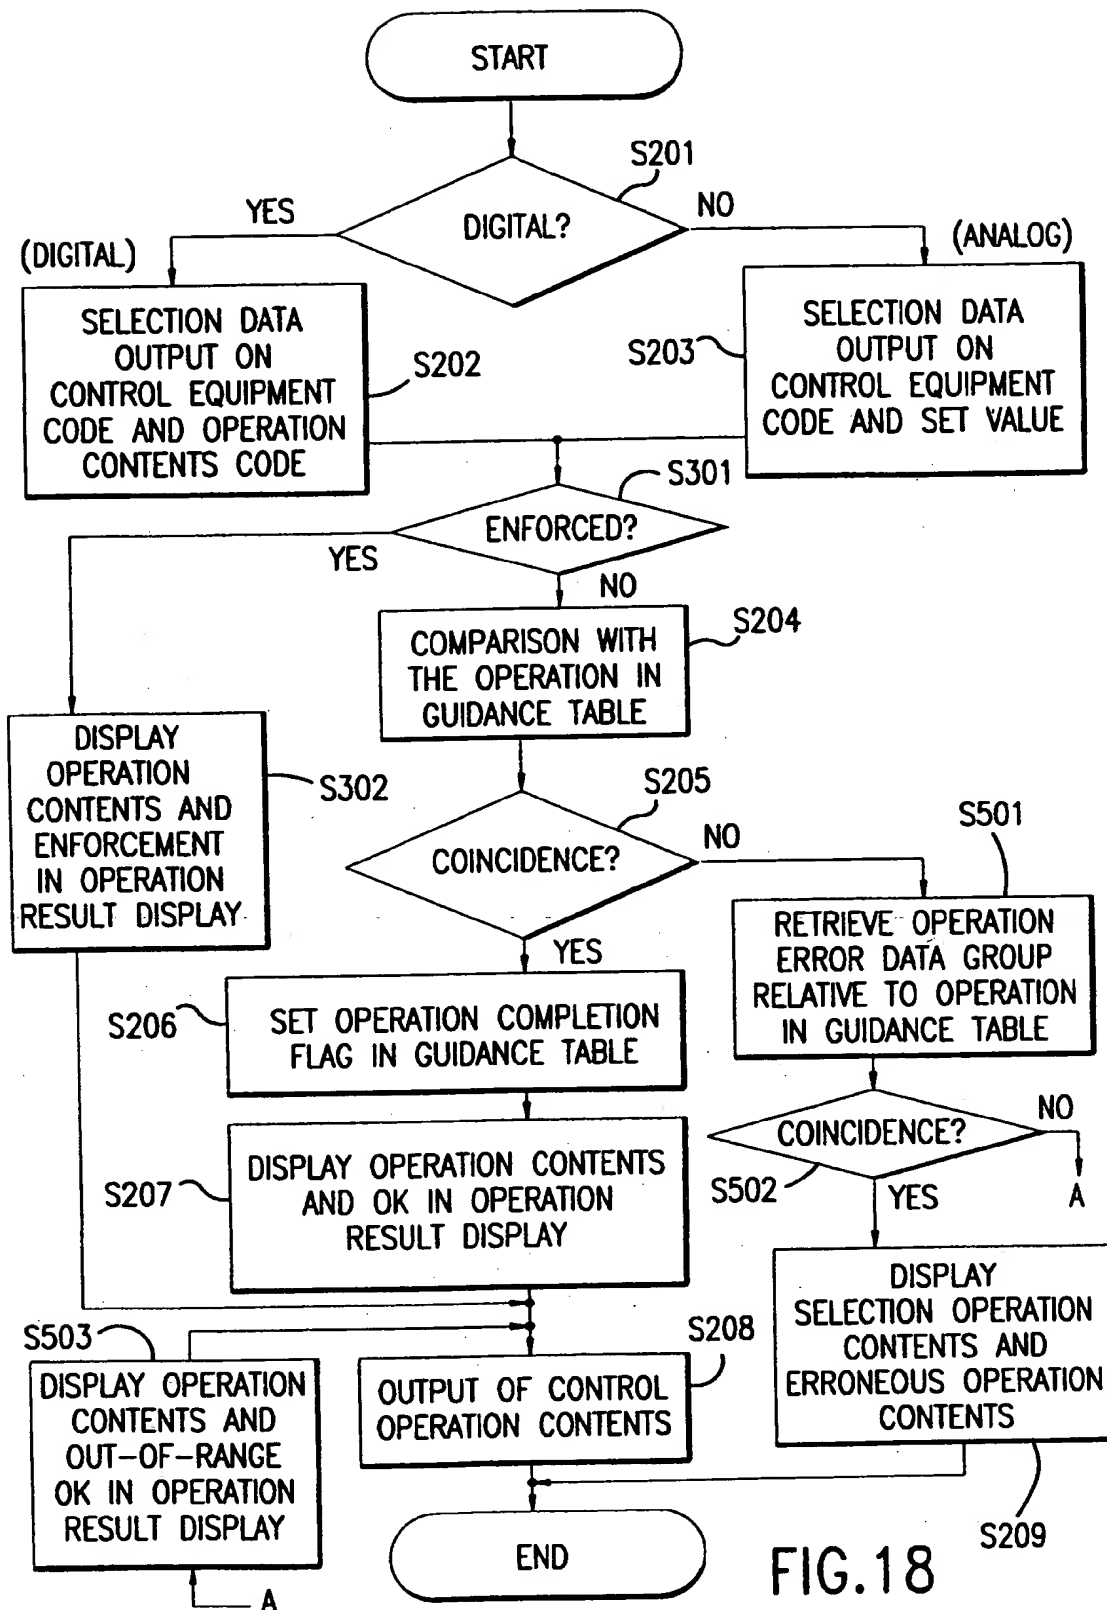 START
S201
DIGITAL?
YES
NO
(DIGITAL)
(ANALOG)
SELECTION DATA
OUTPUT ON
CONTROL EQUIPMENT
CODE AND OPERATION
CONTENTS CODE
S202
S203
SELECTION DATA
OUTPUT ON
CONTROL EQUIPMENT
CODE AND SET VALUE
S301
ENFORCED?
YES
NO
S204
COMPARISON WITH
THE OPERATION IN
GUIDANCE TABLE
DISPLAY
OPERATION
CONTENTS AND
ENFORCEMENT
IN OPERATION
RESULT DISPLAY
S302
S205
COINCIDENCE?
NO
YES
S501
RETRIEVE OPERATION
ERROR DATA GROUP
RELATIVE TO OPERATION
IN GUIDANCE TABLE
S206
SET OPERATION COMPLETION
FLAG IN GUIDANCE TABLE
COINCIDENCE?
NO
S502
YES
A
S207
DISPLAY OPERATION CONTENTS
AND OK IN OPERATION
RESULT DISPLAY
DISPLAY
SELECTION OPERATION
CONTENTS AND
ERRONEOUS OPERATION
CONTENTS
S209
S503
DISPLAY OPERATION
CONTENTS AND
OUT-OF-RANGE
OK IN OPERATION
RESULT DISPLAY
A
S208
OUTPUT OF CONTROL
OPERATION CONTENTS
END
FIG.18